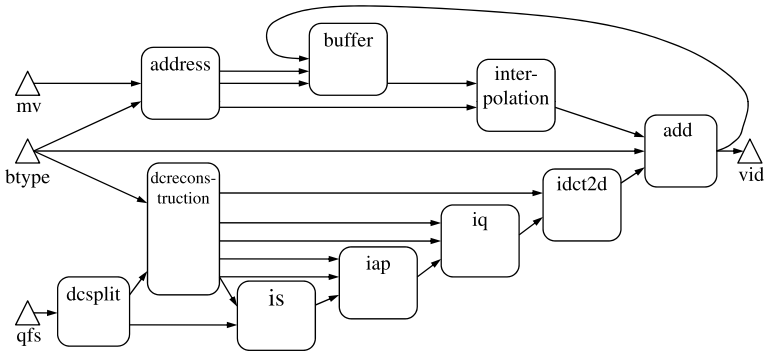 buffer
address
inter-
polation
mv
add
btype
dcrecons-
truction
idct2d
vid
iq
iap
dcsplit
is
qfs